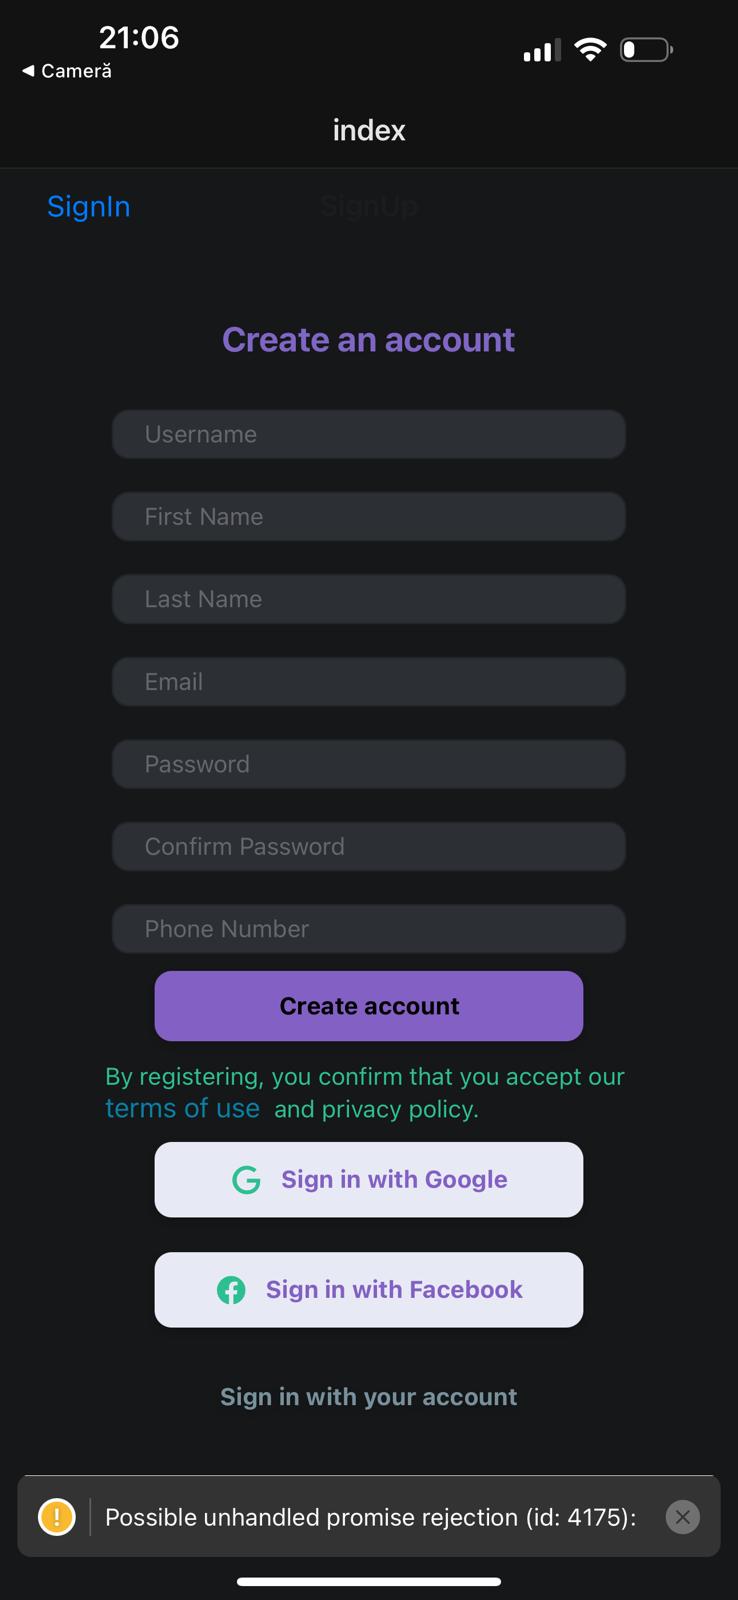 21:06
◀ Cameră
index
SignIn
SignUp
Create an account
Username
First Name
Last Name
Email
Password
Confirm Password
Phone Number
Create account
By registering, you confirm that you accept our
terms of use and privacy policy.
Sign in with Google
Sign in with Facebook
Sign in with your account
Possible unhandled promise rejection (id: 4175):